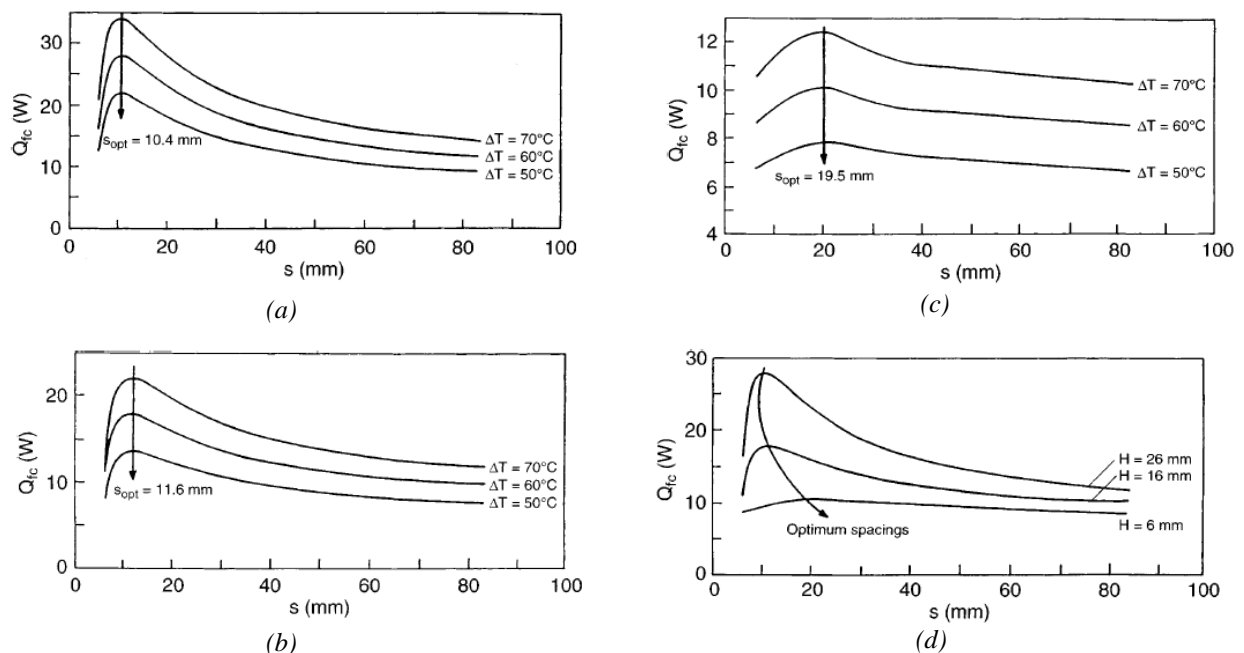 30
20
10
0
Q_fc (W)
s_opt = 10.4 mm
ΔT = 70°C
ΔT = 60°C
ΔT = 50°C
0 20 40 60 80 100
s (mm)
(a)
20
10
0
Q_fc (W)
s_opt = 11.6 mm
ΔT = 70°C
ΔT = 60°C
ΔT = 50°C
0 20 40 60 80 100
s (mm)
(b)
12
10
8
6
4
Q_fc (W)
s_opt = 19.5 mm
ΔT = 70°C
ΔT = 60°C
ΔT = 50°C
0 20 40 60 80 100
s (mm)
(c)
30
20
10
0
Q_fc (W)
Optimum spacings
H = 26 mm
H = 16 mm
H = 6 mm
0 20 40 60 80 100
s (mm)
(d)